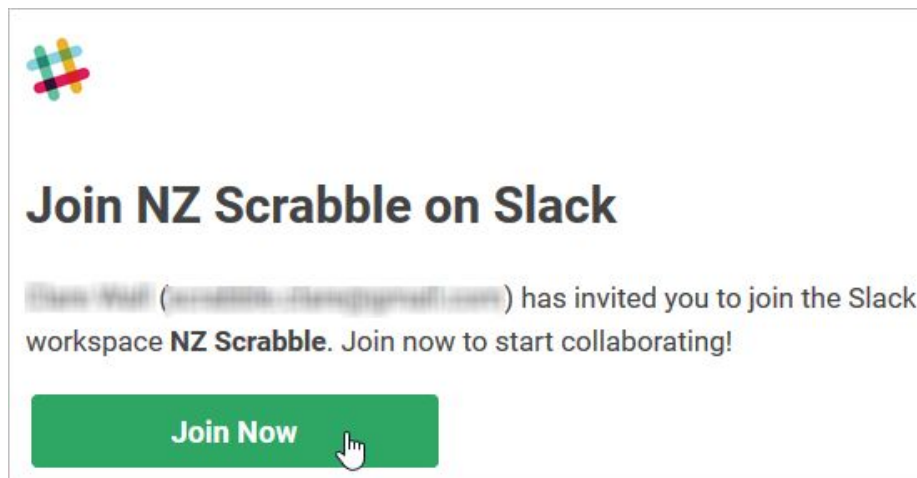 Join NZ Scrabble on Slack
( ) has invited you to join the Slack
workspace NZ Scrabble. Join now to start collaborating!
Join Now